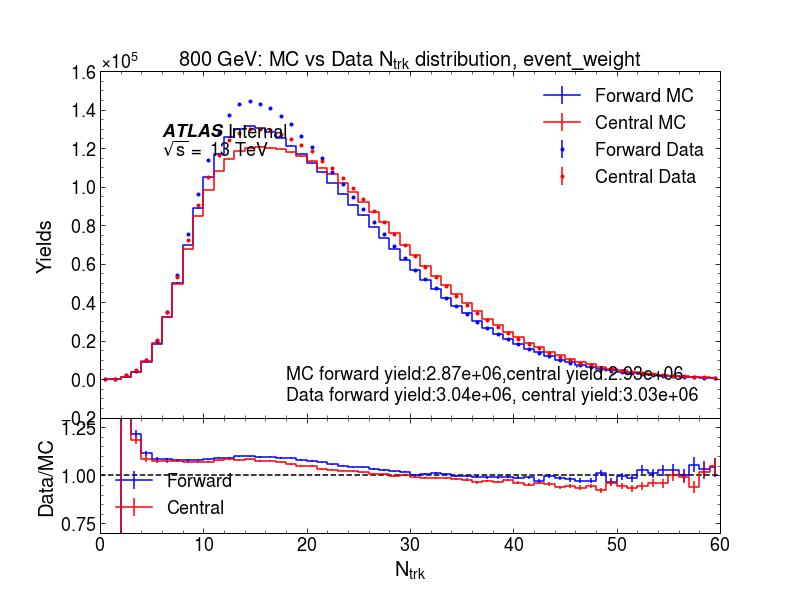 ×10⁵
800 GeV: MC vs Data Ntrk distribution, event_weight
1.6
1.4
1.2
1.0
0.8
0.6
0.4
0.2
0.0
0.2
Yields
ATLAS Internal
√s = 13 TeV
Forward MC
Central MC
Forward Data
Central Data
MC forward yield:2.87e+06,central yield:2.93e+06
Data forward yield:3.04e+06, central yield:3.03e+06
1.25
1.00
0.75
Data/MC
Forward
Central
0 10 20 30 40 50 60
Ntrk